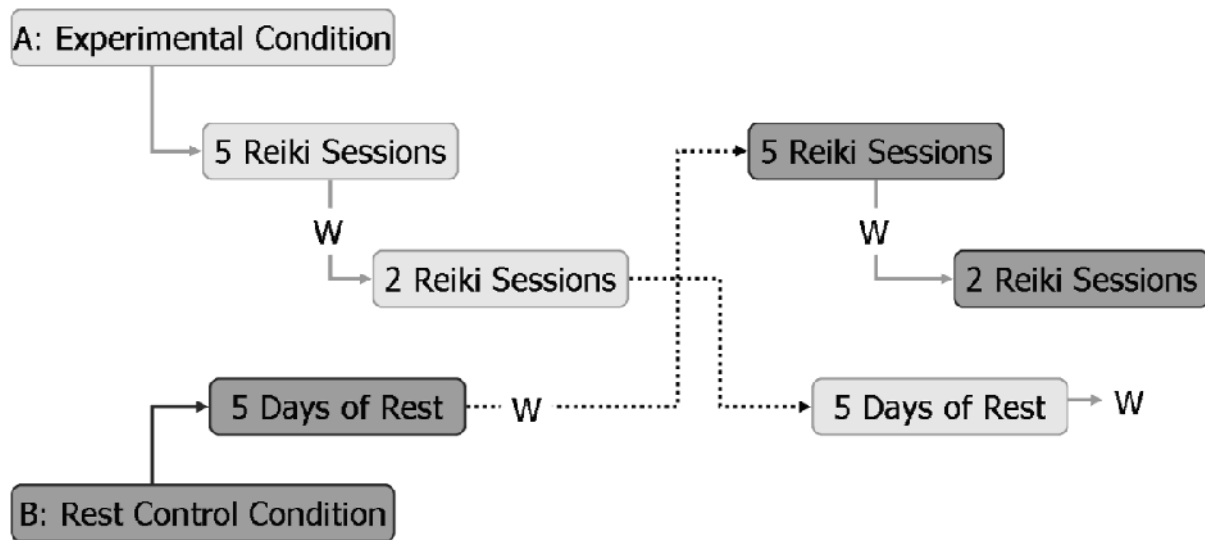 A: Experimental Condition
5 Reiki Sessions
5 Reiki Sessions
W
W
2 Reiki Sessions
2 Reiki Sessions
5 Days of Rest
W
5 Days of Rest
W
B: Rest Control Condition